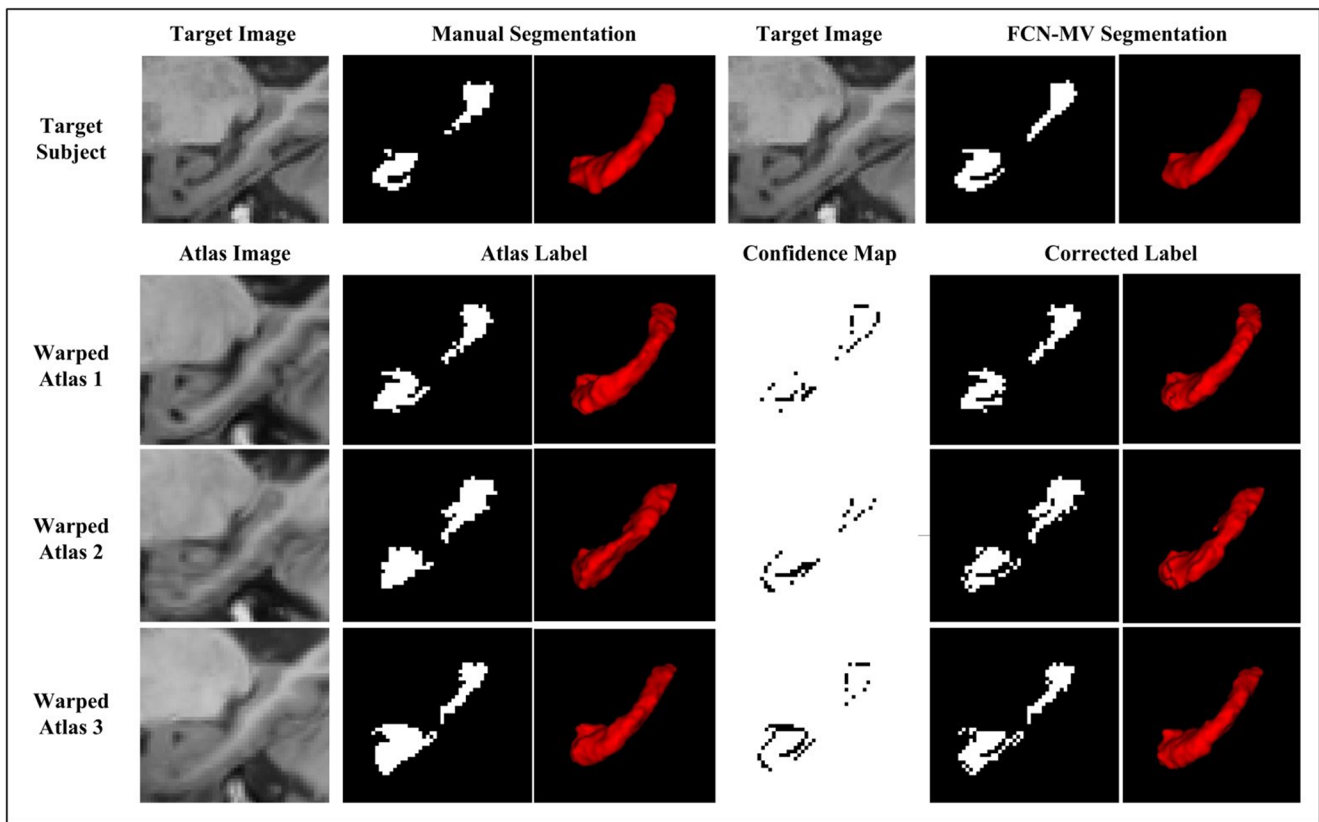 Target Image Manual Segmentation Target Image FCN-MV Segmentation
Target
Subject
Atlas Image Atlas Label Confidence Map Corrected Label
Warped
Atlas 1
Warped
Atlas 2
Warped
Atlas 3